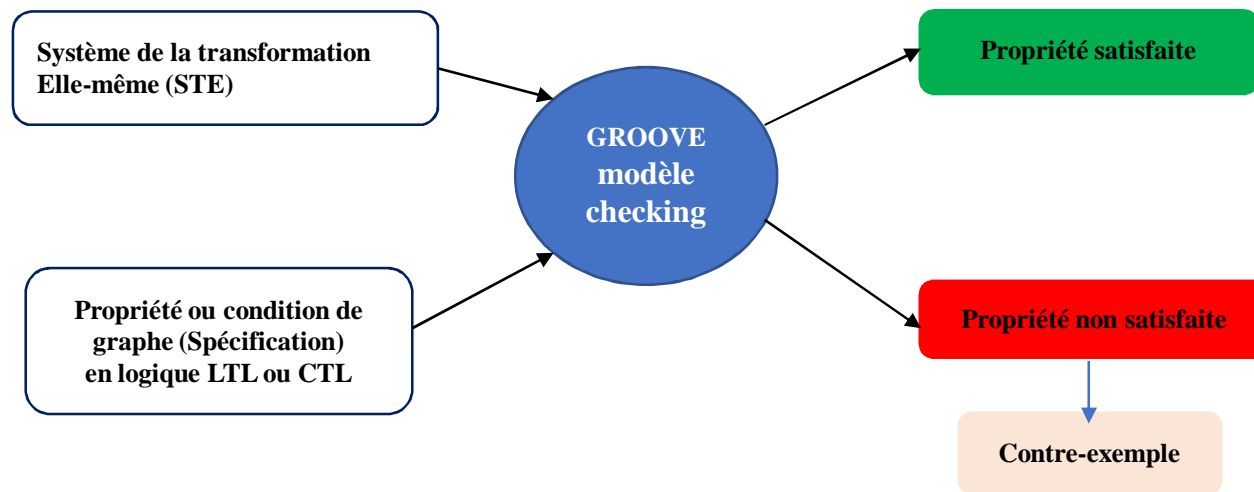 Système de la transformation
Elle-même (STE)
Propriété ou condition de
graphe (Spécification)
en logique LTL ou CTL
GROOVE
modèle
checking
Propriété satisfaite
Propriété non satisfaite
Contre-exemple